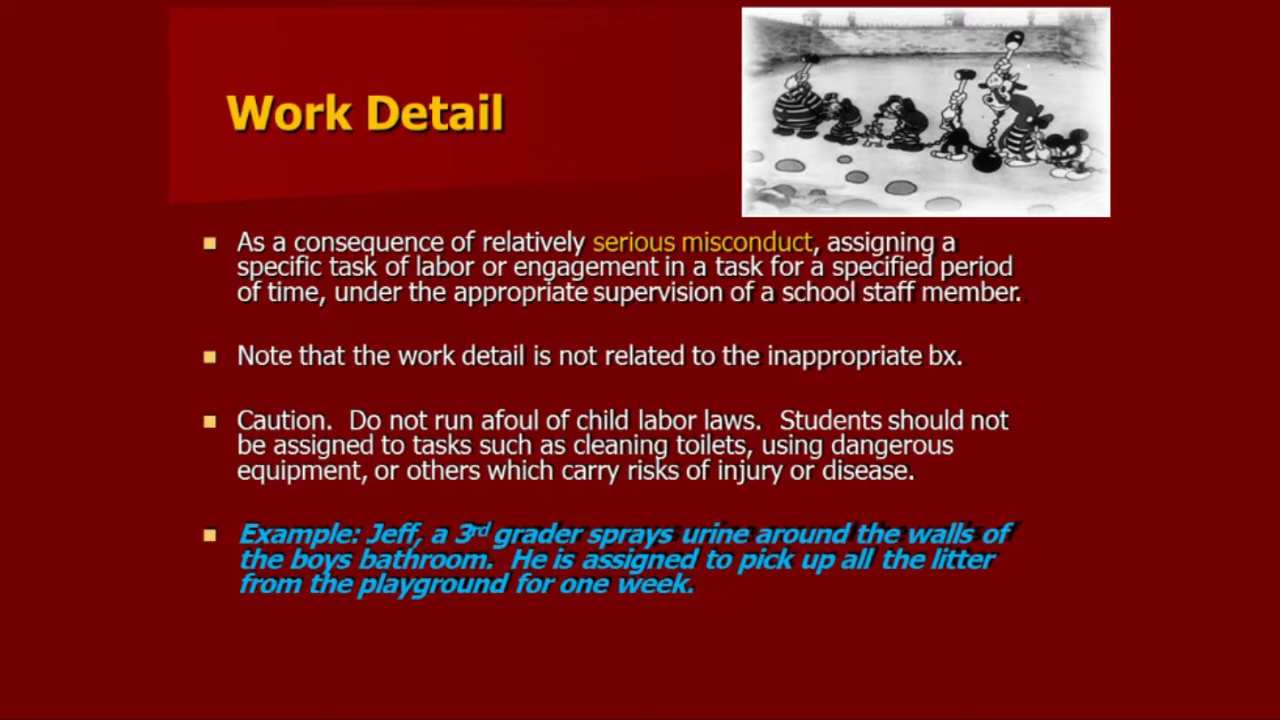 Work Detail
As a consequence of relatively serious misconduct, assigning a
specific task of labor or engagement in a task for a specified period
of time, under the appropriate supervision of a school staff member.
Note that the work detail is not related to the inappropriate bx.
Caution.  Do not run afoul of child labor laws.  Students should not
be assigned to tasks such as cleaning toilets, using dangerous
equipment, or others which carry risks of injury or disease.
Example: Jeff, a 3rd grader sprays urine around the walls of
the boys bathroom.  He is assigned to pick up all the litter
from the playground for one week.